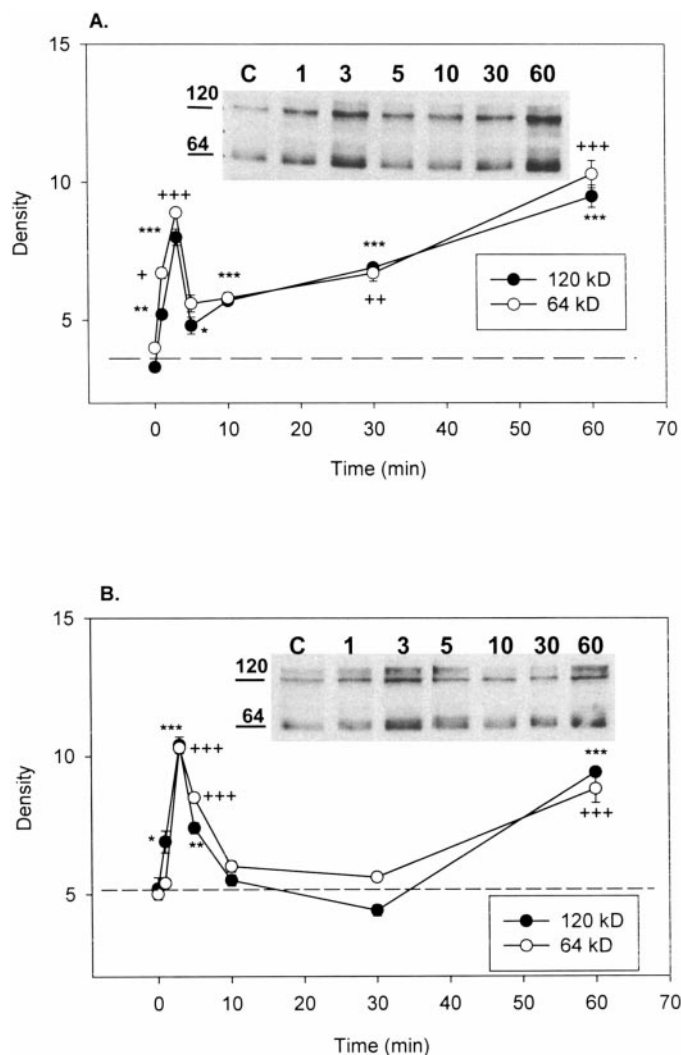 A.
15
C 1 3 5 10 30 60
120
64
+++
+++
10
***
***
***
***
+
Density
**
++
*
120 kD
64 kD
5
0 10 20 30 40 50 60 70
Time (min)
B.
15
C 1 3 5 10 30 60
120
64
***
***
+++
10
+++
+++
Density
*
**
5
120 kD
64 kD
0 10 20 30 40 50 60 70
Time (min)